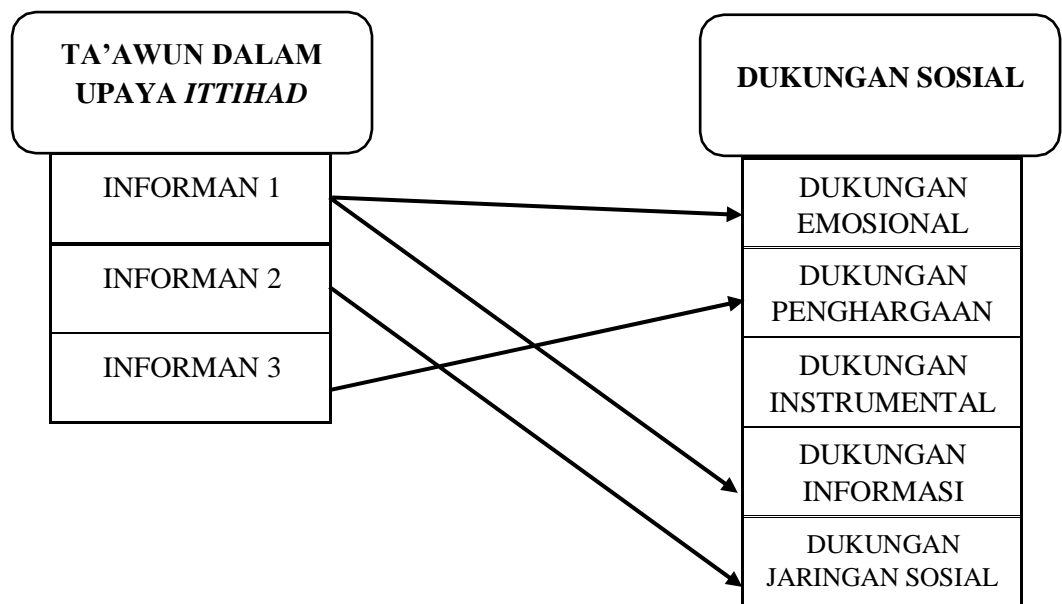 TA’AWUN DALAM
UPAYA ITTIHAD
INFORMAN 1
INFORMAN 2
INFORMAN 3
DUKUNGAN SOSIAL
DUKUNGAN
EMOSIONAL
DUKUNGAN
PENGHARGAAN
DUKUNGAN
INSTRUMENTAL
DUKUNGAN
INFORMASI
DUKUNGAN
JARINGAN SOSIAL